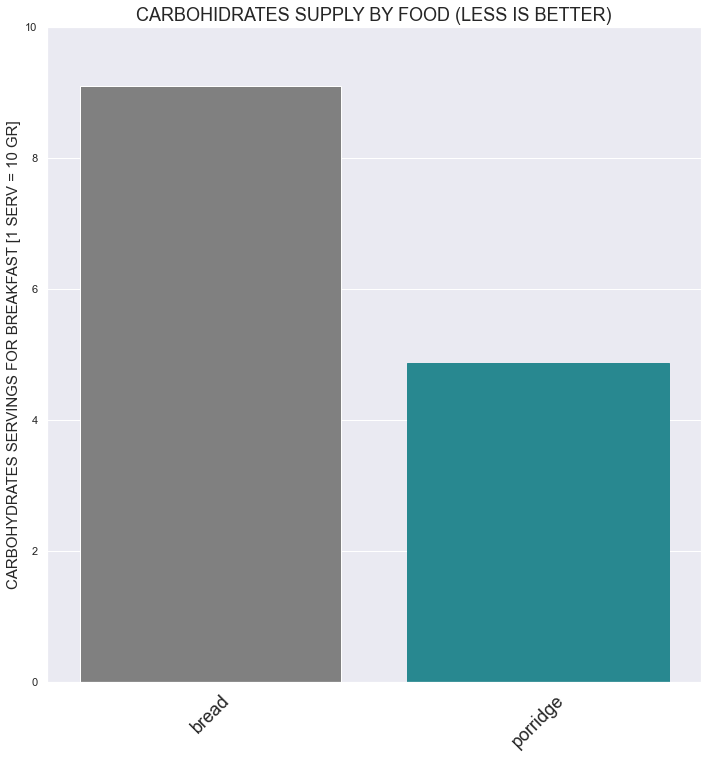 CARBOHIDRATES SUPPLY BY FOOD (LESS IS BETTER)
CARBOHYDRATES SERVINGS FOR BREAKFAST [1 SERV = 10 GR]
10
8
6
4
2
0
bread
porridge